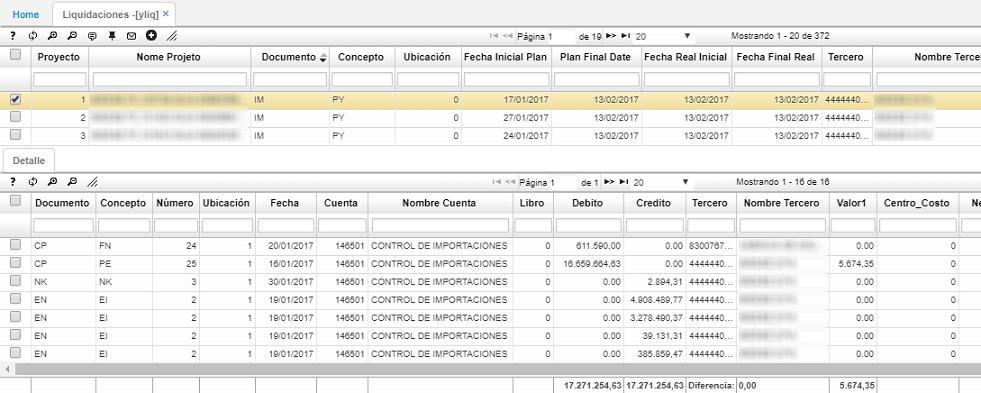 Home Liquidaciones -[yliq] ×
? Página 1 de 19 20 Mostrando 1 - 20 de 372
Proyecto Nome Projeto Documento Concepto Ubicación Fecha Inicial Plan Plan Final Date Fecha Real Inicial Fecha Final Real Tercero Nombre Terce
1 IM PY 0 17/01/2017 13/02/2017 13/02/2017 13/02/2017 4444440...
2 IM PY 0 27/01/2017 13/02/2017 13/02/2017 13/02/2017 4444440...
3 IM PY 0 24/01/2017 13/02/2017 13/02/2017 13/02/2017 4444440...
Detalle
? Página 1 de 1 20 Mostrando 1 - 16 de 16
Documento Concepto Número Ubicación Fecha Cuenta Nombre Cuenta Libro Debito Credito Tercero Nombre Tercero Valor1 Centro_Costo Ne
CP FN 24 1 20/01/2017 146501 CONTROL DE IMPORTACIONES 0 611.590,00 0.00 8300767... 0.00 0
CP PE 25 1 16/01/2017 146501 CONTROL DE IMPORTACIONES 0 16.659.664,63 0.00 4444440... 5.674,35 0
NK NK 3 1 30/01/2017 146501 CONTROL DE IMPORTACIONES 0 0.00 2.894,31 4444440... 0.00 0
EN EI 2 1 19/01/2017 146501 CONTROL DE IMPORTACIONES 0 0.00 4.908.489,77 4444440... 0.00 0
EN EI 2 1 19/01/2017 146501 CONTROL DE IMPORTACIONES 0 0.00 3.278.490,37 4444440... 0.00 0
EN EI 2 1 19/01/2017 146501 CONTROL DE IMPORTACIONES 0 0.00 39.131,31 4444440... 0.00 0
EN EI 2 1 19/01/2017 146501 CONTROL DE IMPORTACIONES 0 0.00 385.859,47 4444440... 0.00 0
17.271.254,63 17.271.254,63 Diferencia: 0,00 5.674,35